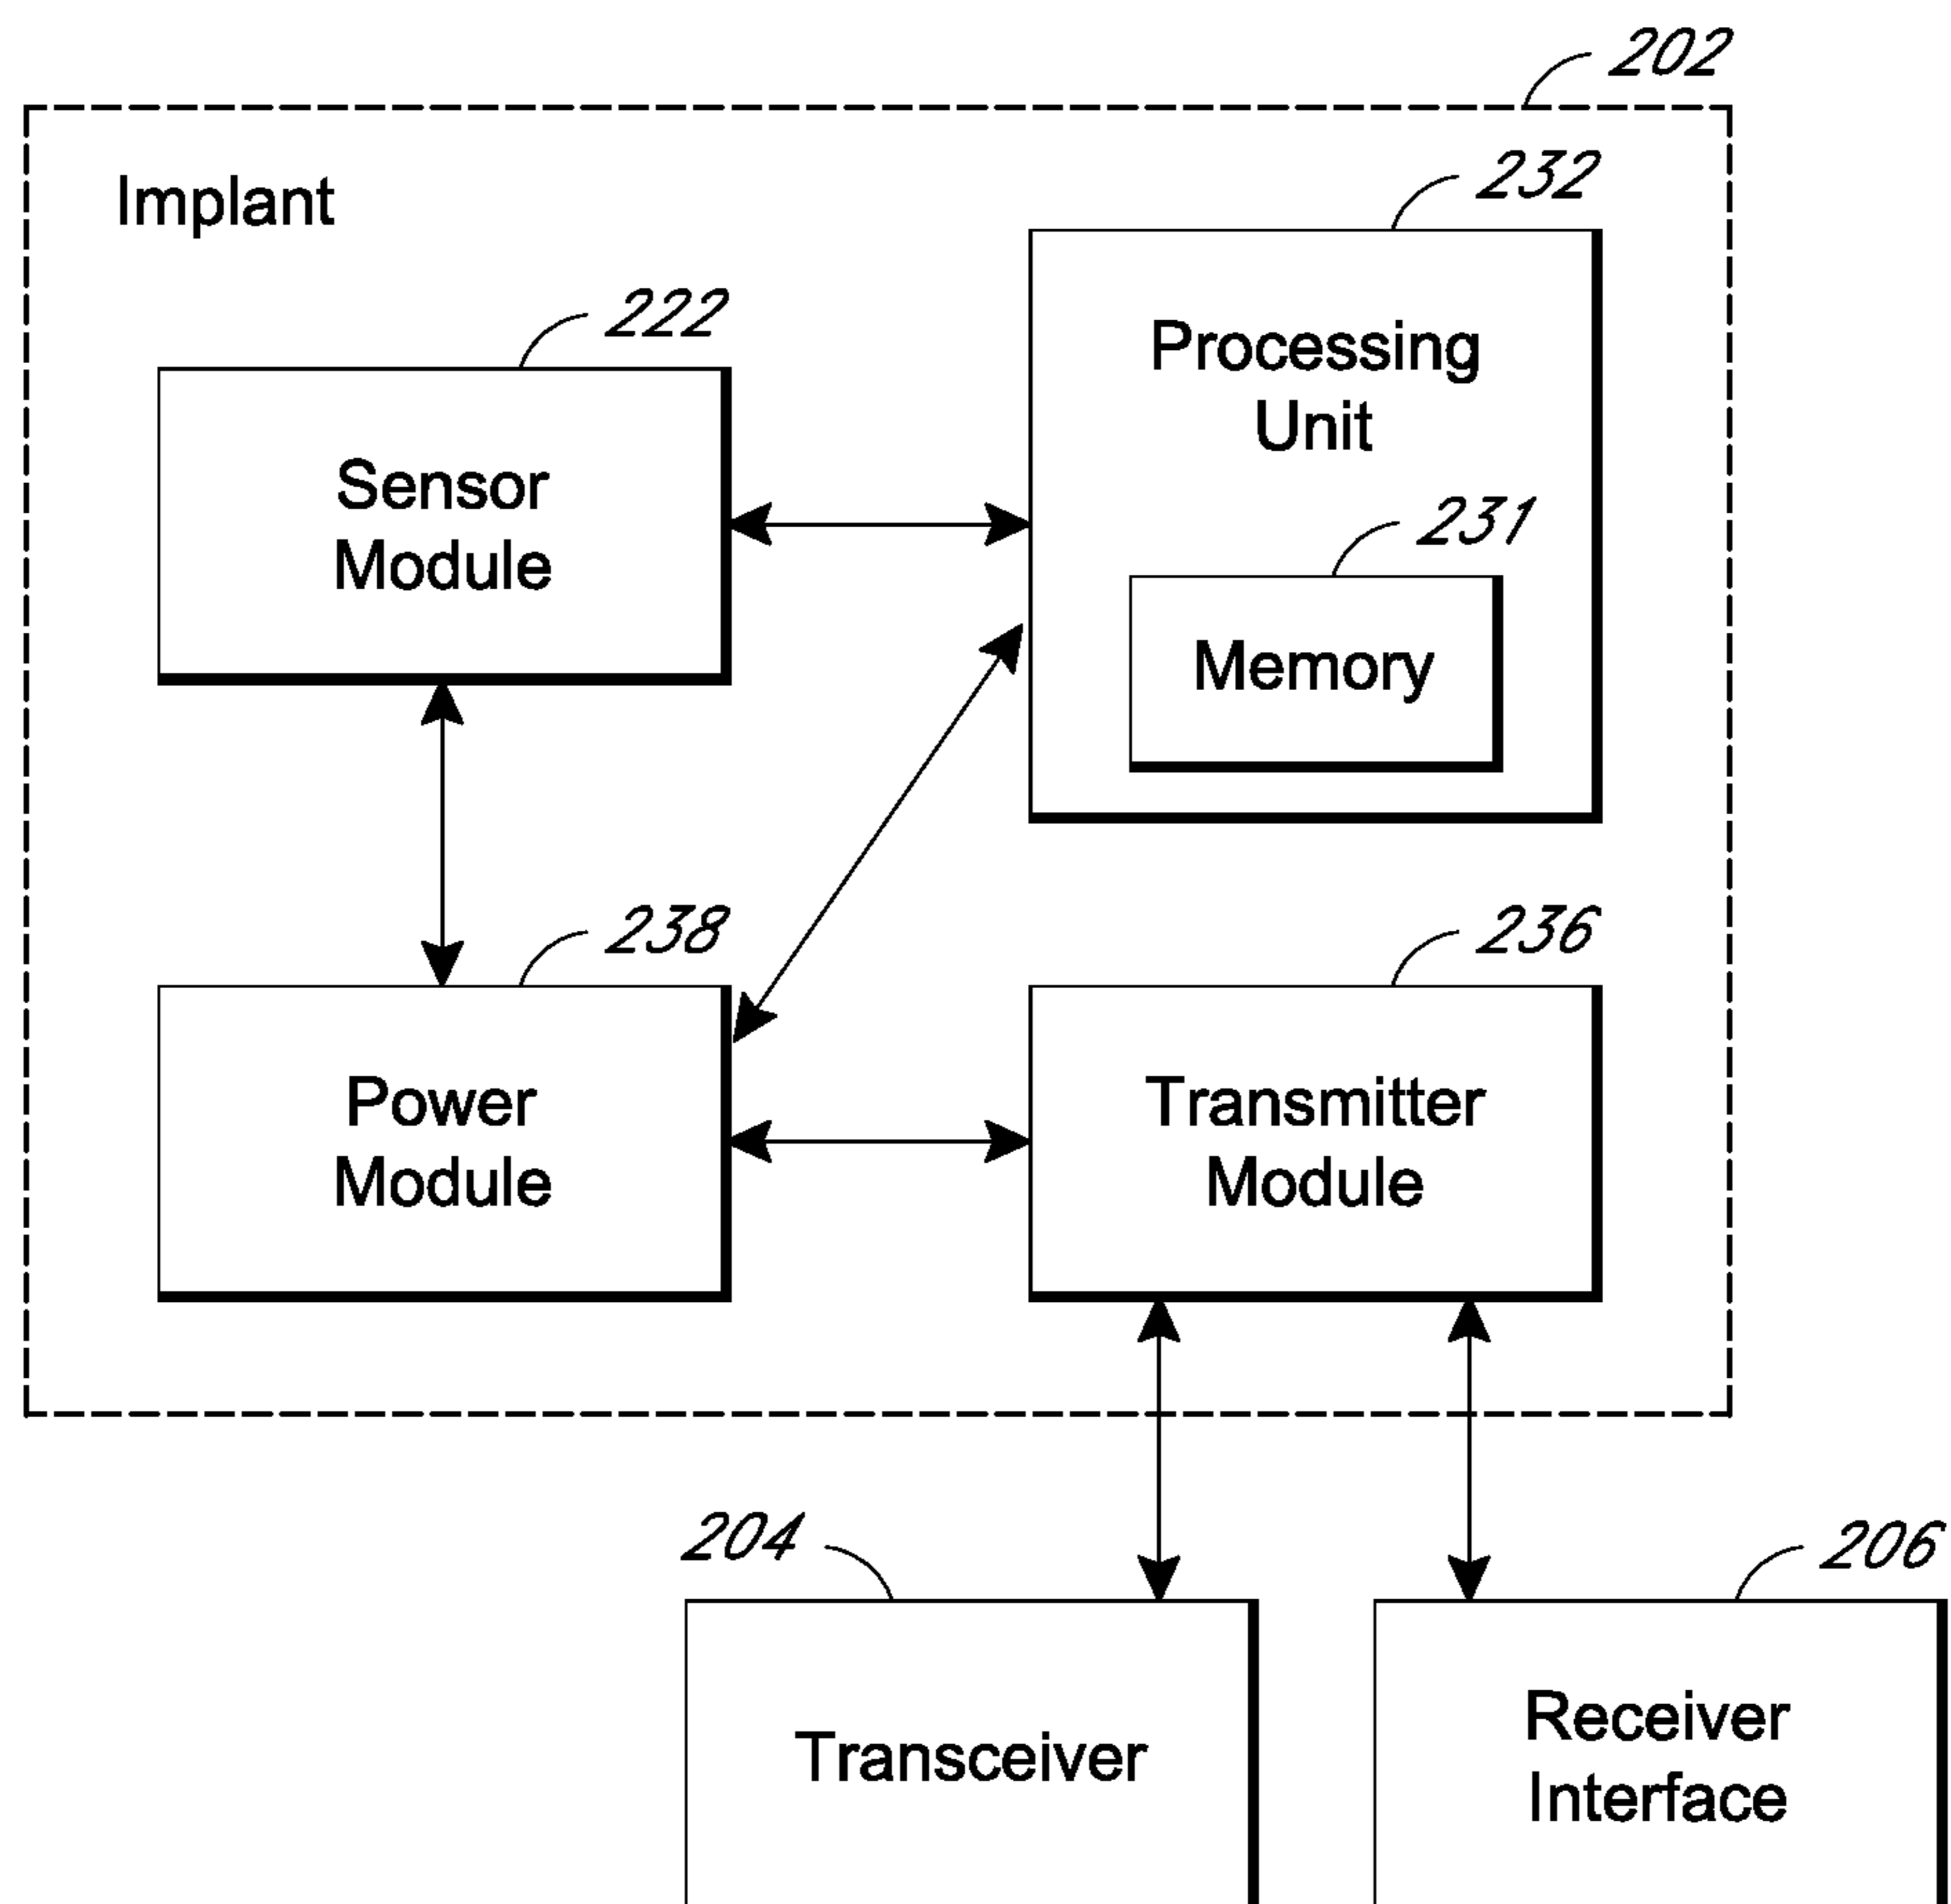 202
Implant
232
Processing
Unit
222
Sensor
Module
231
Memory
238
Power
Module
236
Transmitter
Module
204
Transceiver
206
Receiver
Interface